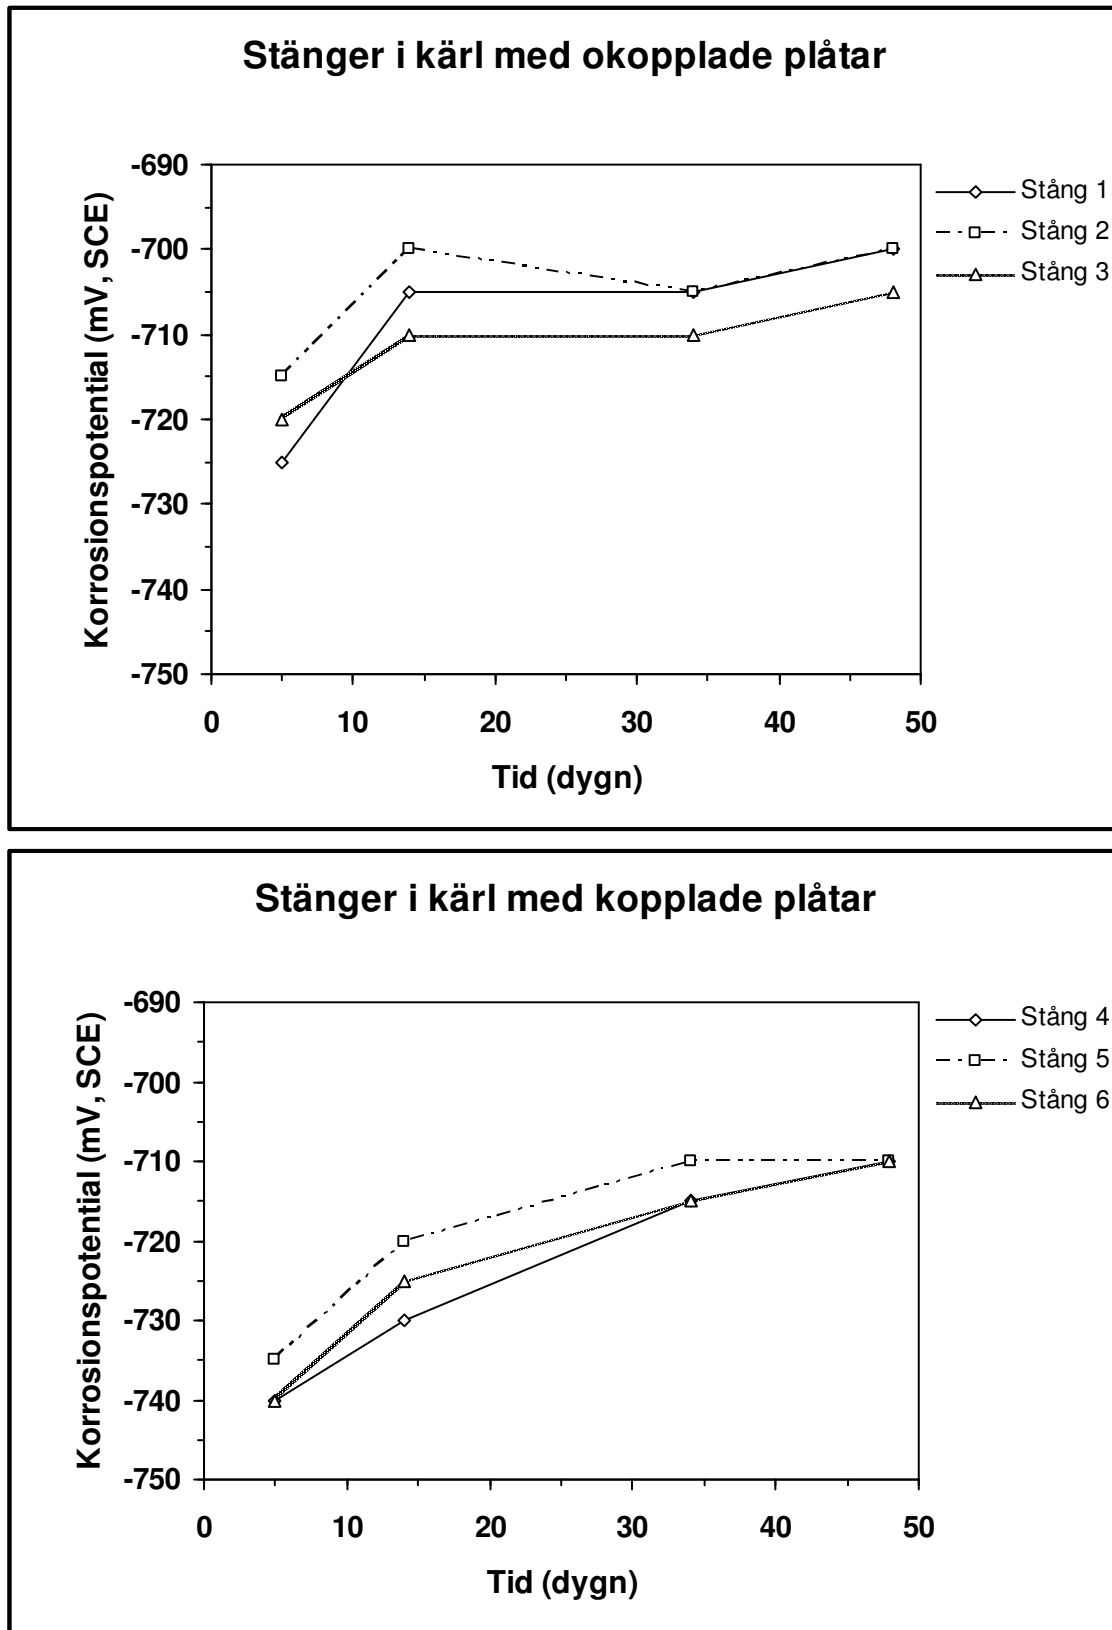 Stänger i kärl med okopplade plåtar
Korrosionspotential (mV, SCE)
-690
-700
-710
-720
-730
-740
-750
0 10 20 30 40 50
Tid (dygn)
Stång 1
Stång 2
Stång 3
Stänger i kärl med kopplade plåtar
Korrosionspotential (mV, SCE)
-690
-700
-710
-720
-730
-740
-750
0 10 20 30 40 50
Tid (dygn)
Stång 4
Stång 5
Stång 6